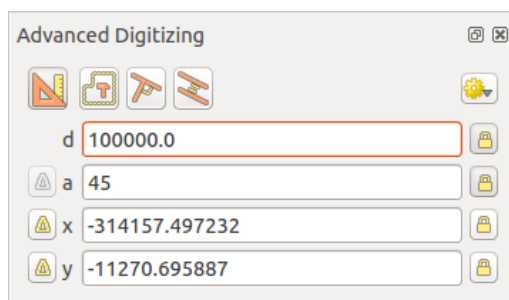 Advanced Digitizing
d 100000.0
a 45
x -314157.497232
y -11270.695887